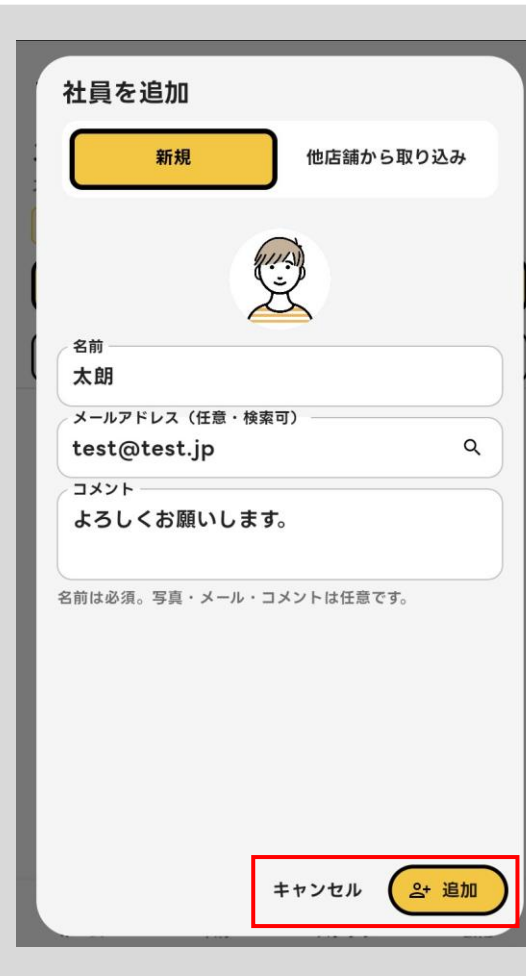 社員を追加
新規
他店舗から取り込み
名前
太朗
メールアドレス（任意・検索可）
test@test.jp
コメント
よろしくお願いします。
名前は必須。写真・メール・コメントは任意です。
キャンセル
追加